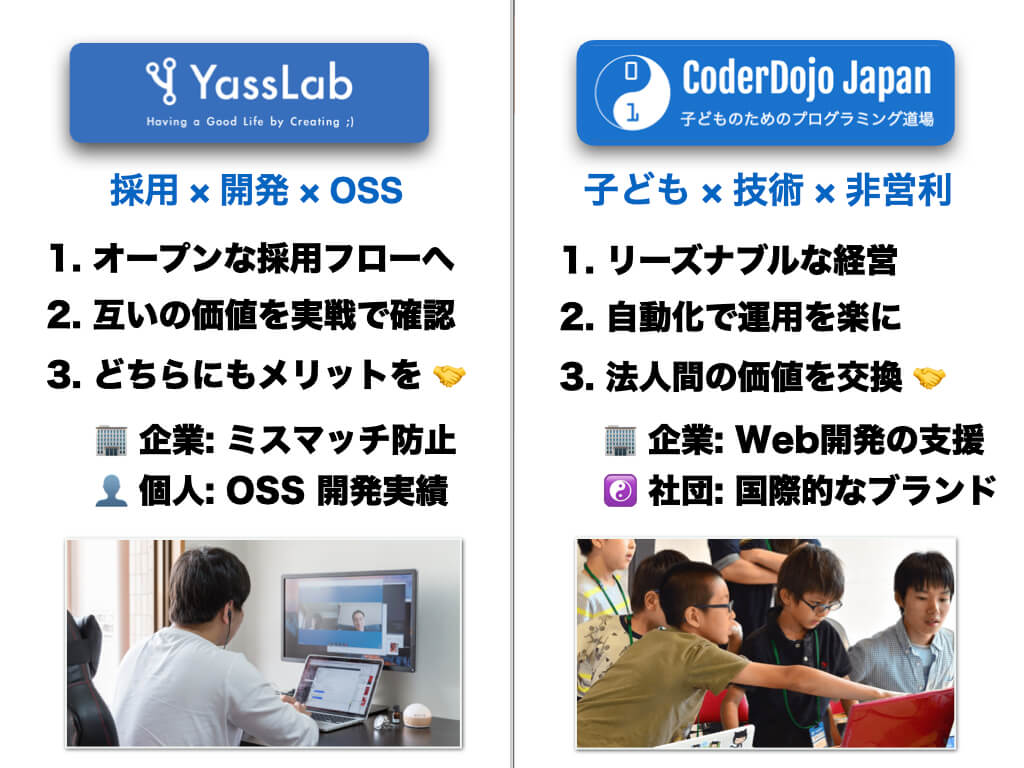 YassLab
Having a Good Life by Creating ;)
採用 × 開発 × OSS
1. オープンな採用フローへ
2. 互いの価値を実戦で確認
3. どちらにもメリットを 🤝
🏢 企業: ミスマッチ防止
👤 個人: OSS 開発実績
0
1
CoderDojo Japan
子どものためのプログラミング道場
子ども × 技術 × 非営利
1. リーズナブルな経営
2. 自動化で運用を楽に
3. 法人間の価値を交換 🤝
🏢 企業: Web開発の支援
☯️ 社団: 国際的なブランド